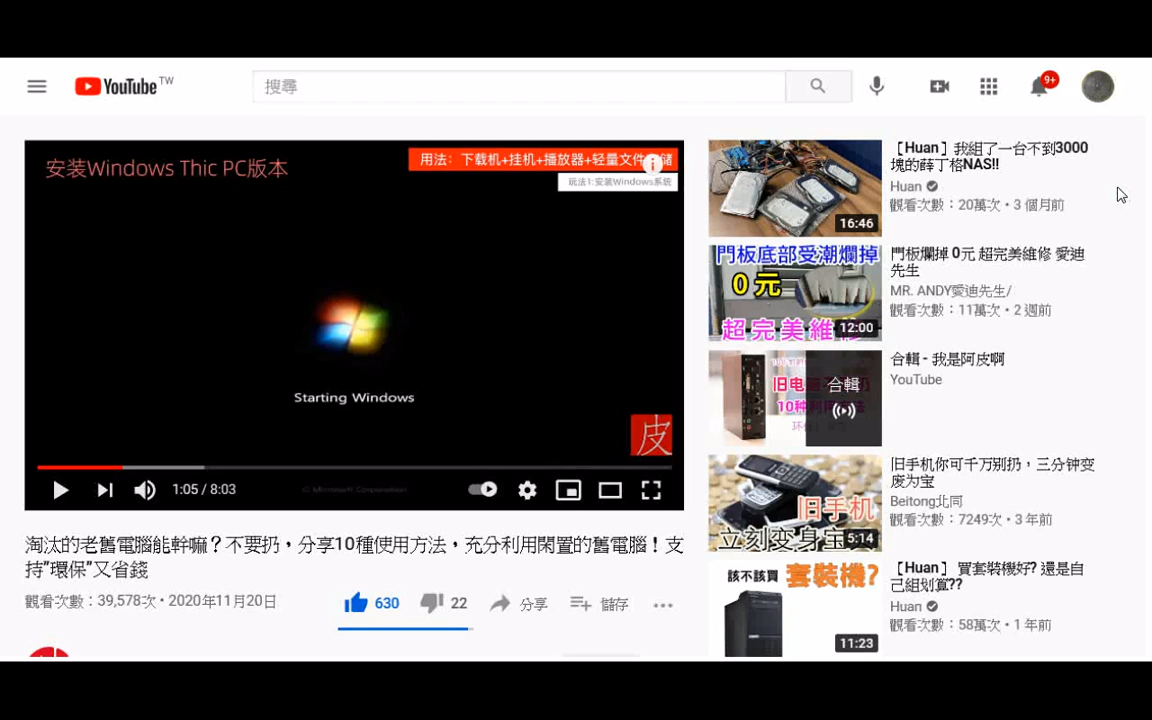 YouTube TW
搜尋
9+
安装Windows Thic PC版本
用法：下载机+挂机+播放器+轻量文件存储
玩法1:安装Windows系统
Starting Windows
皮
1:05 / 8:03
© Microsoft Corporation
淘汰的老舊電腦能幹嘛？不要扔，分享10種使用方法，充分利用閑置的舊電腦！支
持”環保”又省錢
觀看次數：39,578次・2020年11月20日
630
22
分享
儲存
16:46
【Huan】我組了一台不到3000
塊的薛丁格NAS!!
Huan
觀看次數：20萬次・3 個月前
門板底部受潮爛掉
0元
超完美維修
12:00
門板爛掉 0元 超完美維修 愛迪
先生
MR. ANDY愛迪先生/
觀看次數：11萬次・2 週前
旧电
10种
环
合輯
合輯 - 我是阿皮啊
YouTube
旧手机
立刻变身宝
5:14
旧手机你可千万别扔，三分钟变
废为宝
Beitong北同
觀看次數：7249次・3 年前
該不該買
套裝機?
11:23
【Huan】買套裝機好? 還是自
己組划算??
Huan
觀看次數：58萬次・1 年前